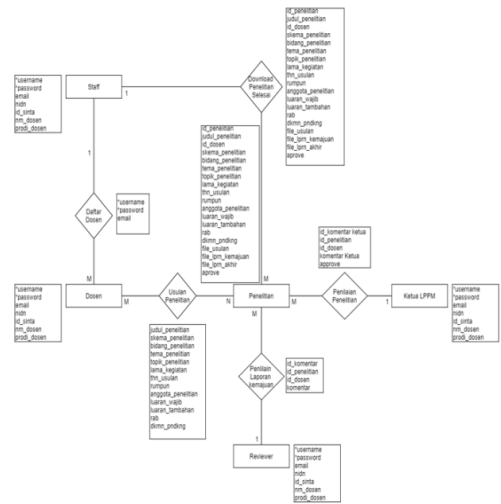 id_penelitian
judul_penelitian
id_dosen
skema_penelitian
bidang_penelitian
tema_penelitian
topik_penelitian
lama_kegiatan
thn_usulan
rumpun
anggota_penelitian
luaran_wajib
luaran_tambahan
rab
dkmn_pndkng
file_usulan
file_lprn_kemajuan
file_lprn_akhir
aprove
*username
*password
email
nidn
id_sinta
nm_dosen
prodi_dosen
Staff
1
Download
Penelitian
Selesai
1
id_penelitian
judul_penelitian
id_dosen
skema_penelitian
bidang_penelitian
tema_penelitian
topik_penelitian
lama_kegiatan
thn_usulan
rumpun
anggota_penelitian
luaran_wajib
luaran_tambahan
rab
dkmn_pndkng
file_usulan
file_lprn_kemajuan
file_lprn_akhir
aprove
Daftar
Dosen
*username
*password
email
M
M
id_komentar ketua
id_penelitian
id_dosen
komentar Ketua
approve
*username
*password
email
nidn
id_sinta
nm_dosen
prodi_dosen
Dosen
M
Usulan
Penelitian
N
Penelitian
M
Penilaian
Penelitian
1
Ketua LPPM
*username
*password
email
nidn
id_sinta
nm_dosen
prodi_dosen
M
judul_penelitian
skema_penelitian
bidang_penelitian
tema_penelitian
topik_penelitian
lama_kegiatan
thn_usulan
rumpun
anggota_penelitian
luaran_wajib
luaran_tambahan
rab
dkmn_pndkng
Penilain
Laporan
kemajuan
id_komentar
id_penelitian
id_dosen
komentar
1
Reviewer
*username
*password
email
nidn
id_sinta
nm_dosen
prodi_dosen